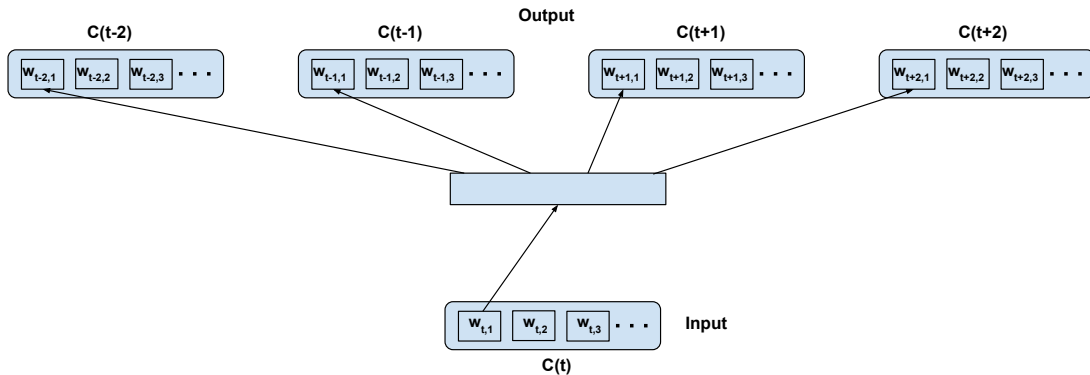 Output
C(t-2) C(t-1) C(t+1) C(t+2)
w t-2,1 w t-2,2 w t-2,3 . . . w t-1,1 w t-1,2 w t-1,3 . . . w t+1,1 w t+1,2 w t+1,3 . . . w t+2,1 w t+2,2 w t+2,3 . . .
w t,1 w t,2 w t,3 . . . Input
C(t)